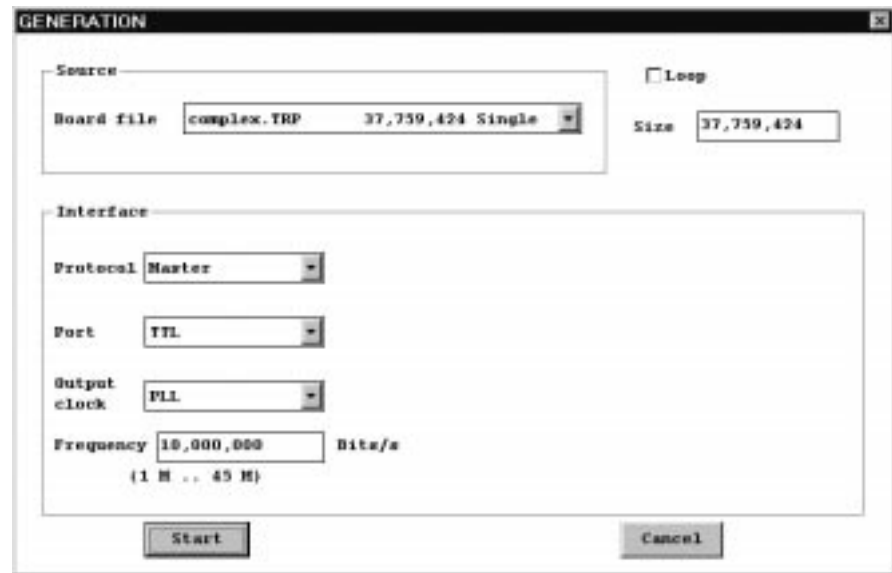 GENERATION
Source
Loop
Board file complex.TRP 37,759,424 Single
Size 37,759,424
Interface
Protocol Master
Port TTL
Output
clock PLL
Frequency 10,000,000 Bits/s
(1 M .. 45 M)
Start Cancel